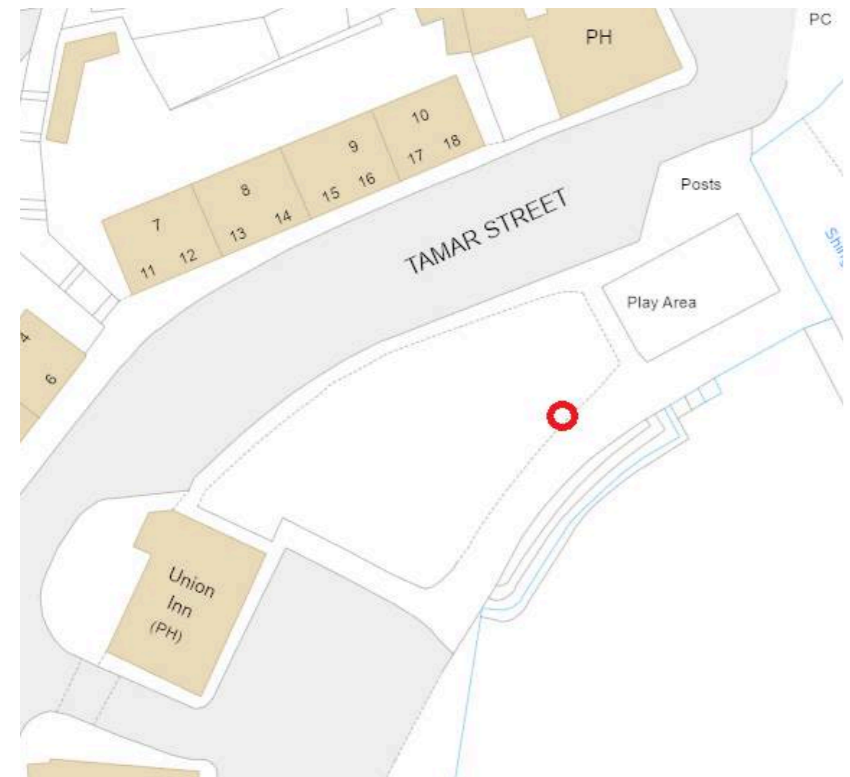 PC
PH
10
9
17 18
8
15 16
7
13 14
11 12
TAMAR STREET
Posts
Play Area
6
Union
Inn
(PH)